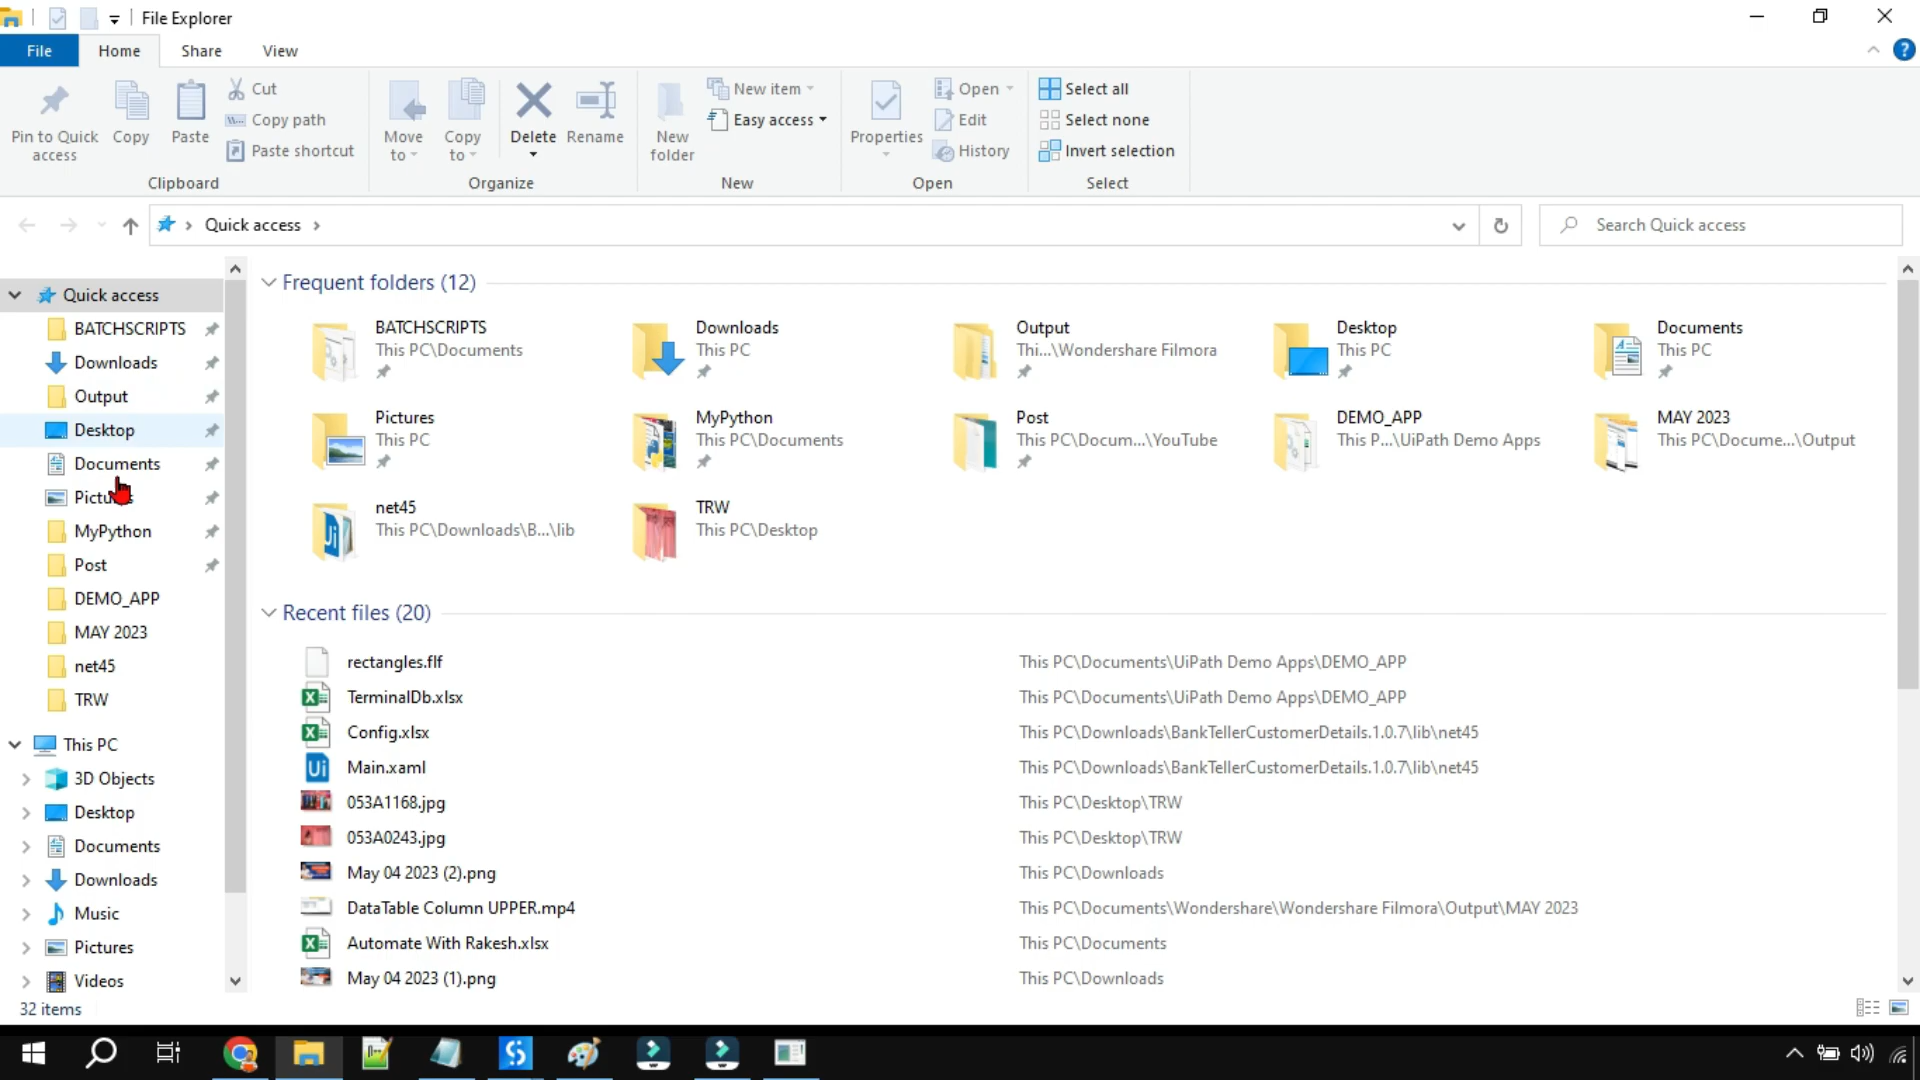 File Explorer
File
Home
Share
View
Pin to Quick access
Copy
Paste
Cut
Copy path
Paste shortcut
Clipboard
Move to
Copy to
Delete
Rename
Organize
New folder
New item
Easy access
New
Properties
Open
Edit
History
Open
Select all
Select none
Invert selection
Select
Quick access
Search Quick access
Quick access
BATCHSCRIPTS
Downloads
Output
Desktop
Documents
MyPython
Post
DEMO_APP
MAY 2023
net45
TRW
This PC
3D Objects
Desktop
Documents
Downloads
Music
Pictures
Videos
Frequent folders (12)
BATCHSCRIPTS
This PC\Documents
Downloads
This PC
Output
Thi...\Wondershare Filmora
Desktop
This PC
Documents
This PC
Pictures
This PC
MyPython
This PC\Documents
Post
This PC\Docum...\YouTube
DEMO_APP
This P...\UiPath Demo Apps
MAY 2023
This PC\Docume...\Output
net45
This PC\Downloads\B...\lib
TRW
This PC\Desktop
Recent files (20)
rectangles.flf This PC\Documents\UiPath Demo Apps\DEMO_APP
TerminalDb.xlsx This PC\Documents\UiPath Demo Apps\DEMO_APP
Config.xlsx This PC\Downloads\BankTellerCustomerDetails.1.0.7\lib\net45
Main.xaml This PC\Downloads\BankTellerCustomerDetails.1.0.7\lib\net45
053A1168.jpg This PC\Desktop\TRW
053A0243.jpg This PC\Desktop\TRW
May 04 2023 (2).png This PC\Downloads
DataTable Column UPPER.mp4 This PC\Documents\Wondershare\Wondershare Filmora\Output\MAY 2023
Automate With Rakesh.xlsx This PC\Documents
May 04 2023 (1).png This PC\Downloads
32 items